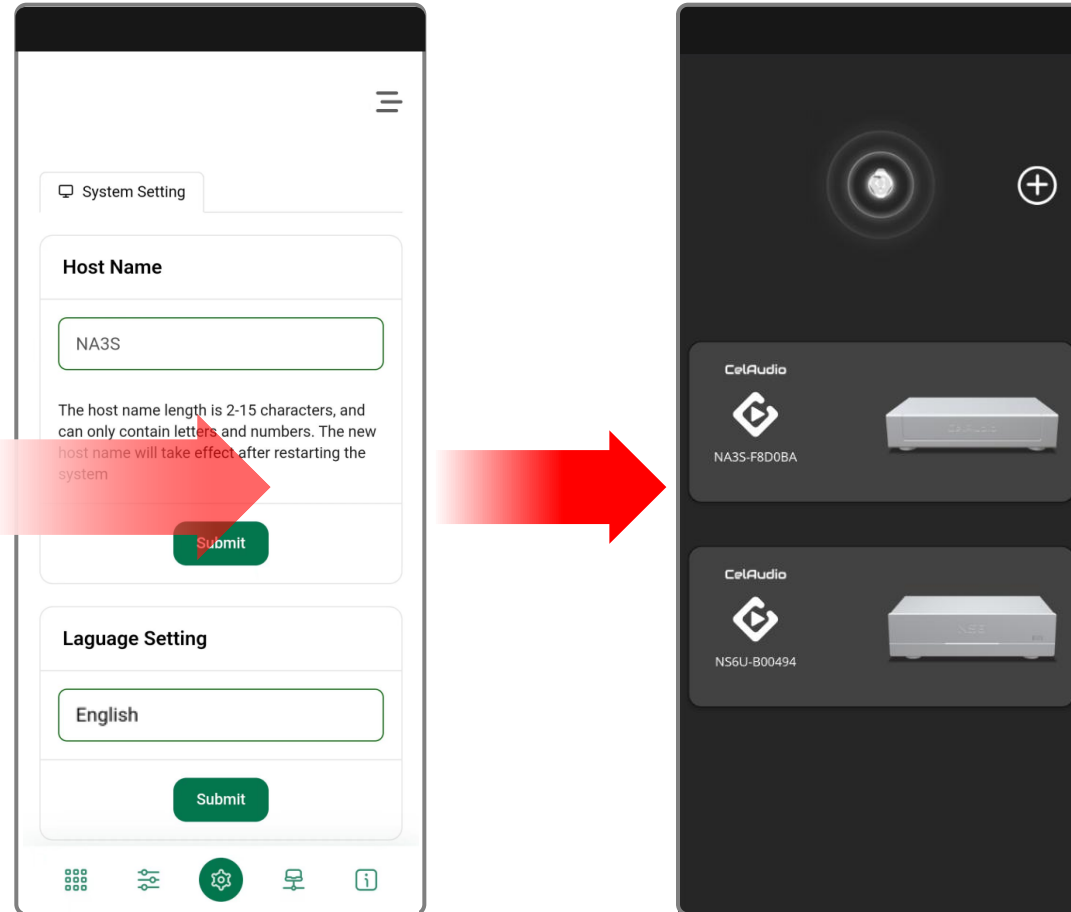 System Setting
Host Name
NA3S
The host name length is 2-15 characters, and
can only contain letters and numbers. The new
host name will take effect after restarting the
system
Submit
Laguage Setting
English
Submit
CelAudio
NA3S-F8D0BA
CelAudio
CelAudio
NS6U-B00494